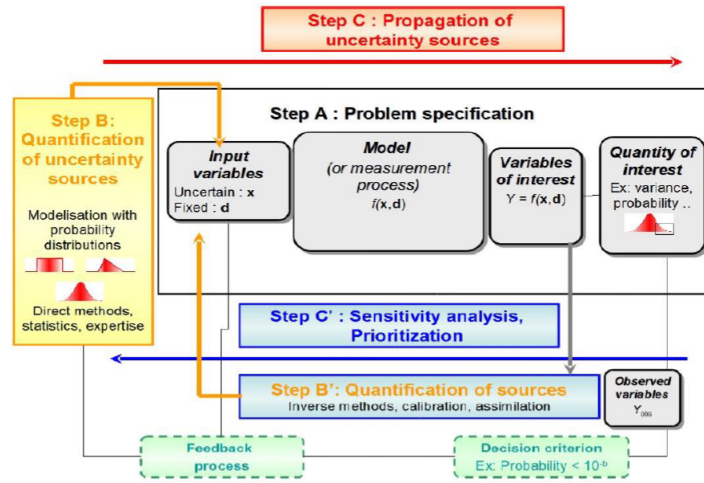 Step C : Propagation of
uncertainty sources
Step B:
Quantification
of uncertainty
sources
Modelisation with
probability
distributions
Direct methods,
statistics, expertise
Step A : Problem specification
Input
variables
Uncertain : x
Fixed : d
Model
(or measurement
process)
f(x,d)
Variables
of interest
Y = f(x,d)
Quantity of
interest
Ex: variance,
probability ..
Step C' : Sensitivity analysis,
Prioritization
Step B': Quantification of sources
Inverse methods, calibration, assimilation
Observed
variables
Yobs
Feedback
process
Decision criterion
Ex: Probability < 10-b